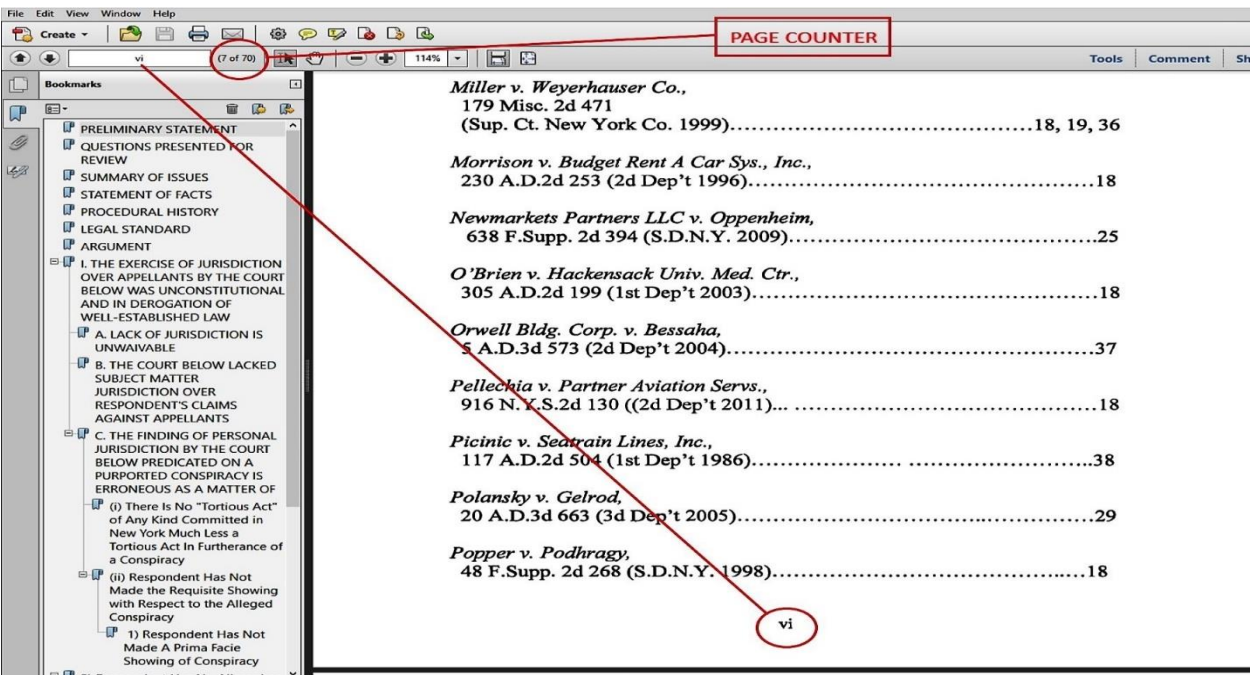 File Edit View Window Help
Create
PAGE COUNTER
vi (7 of 70) 114% Tools Comment
Bookmarks
PRELIMINARY STATEMENT
QUESTIONS PRESENTED FOR
REVIEW
SUMMARY OF ISSUES
STATEMENT OF FACTS
PROCEDURAL HISTORY
LEGAL STANDARD
ARGUMENT
I. THE EXERCISE OF JURISDICTION
OVER APPELLANTS BY THE COURT
BELOW WAS UNCONSTITUTIONAL
AND IN DEROGATION OF
WELL-ESTABLISHED LAW
A. LACK OF JURISDICTION IS
UNWAIVABLE
B. THE COURT BELOW LACKED
SUBJECT MATTER
JURISDICTION OVER
RESPONDENT'S CLAIMS
AGAINST APPELLANTS
C. THE FINDING OF PERSONAL
JURISDICTION BY THE COURT
BELOW PREDICATED ON A
PURPORTED CONSPIRACY IS
ERRONEOUS AS A MATTER OF
(i) There Is No "Tortious Act"
of Any Kind Committed in
New York Much Less a
Tortious Act In Furtherance of
a Conspiracy
(ii) Respondent Has Not
Made the Requisite Showing
with Respect to the Alleged
Conspiracy
1) Respondent Has Not
Made A Prima Facie
Showing of Conspiracy
Miller v. Weyerhauser Co.,
179 Misc. 2d 471
(Sup. Ct. New York Co. 1999)...18, 19, 36
Morrison v. Budget Rent A Car Sys., Inc.,
230 A.D.2d 253 (2d Dep't 1996)...18
Newmarkets Partners LLC v. Oppenheim,
638 F.Supp. 2d 394 (S.D.N.Y. 2009)...25
O'Brien v. Hackensack Univ. Med. Ctr.,
305 A.D.2d 199 (1st Dep't 2003)...18
Orwell Bldg. Corp. v. Bessaha,
5 A.D.3d 573 (2d Dep't 2004)...37
Pellechia v. Partner Aviation Servs.,
916 N.Y.S.2d 130 ((2d Dep't 2011)... ...18
Picinic v. Seatrain Lines, Inc.,
117 A.D.2d 504 (1st Dep't 1986)... ...38
Polansky v. Gelrod,
20 A.D.3d 663 (3d Dep't 2005)...29
Popper v. Podhragy,
48 F.Supp. 2d 268 (S.D.N.Y. 1998)...18
vi